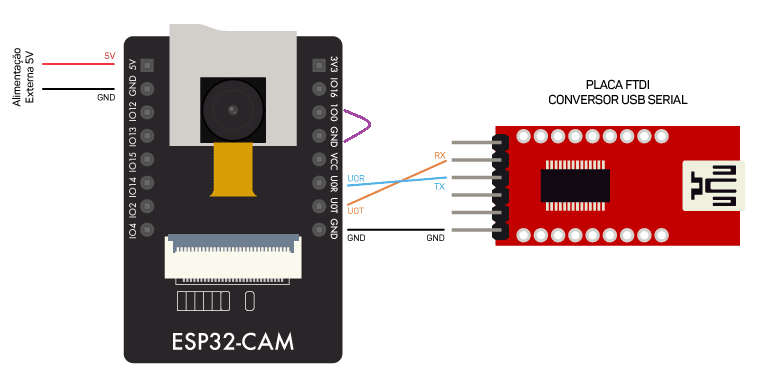 Alimentação
Externa 5V
5V
GND
5V
GND
IO12
IO13
IO15
IO14
IO2
IO4
3V3
IO16
IO0
GND
VCC
U0R
U0T
GND
U0R
U0T
GND
RX
TX
GND
PLACA FTDI
CONVERSOR USB SERIAL
ESP32-CAM